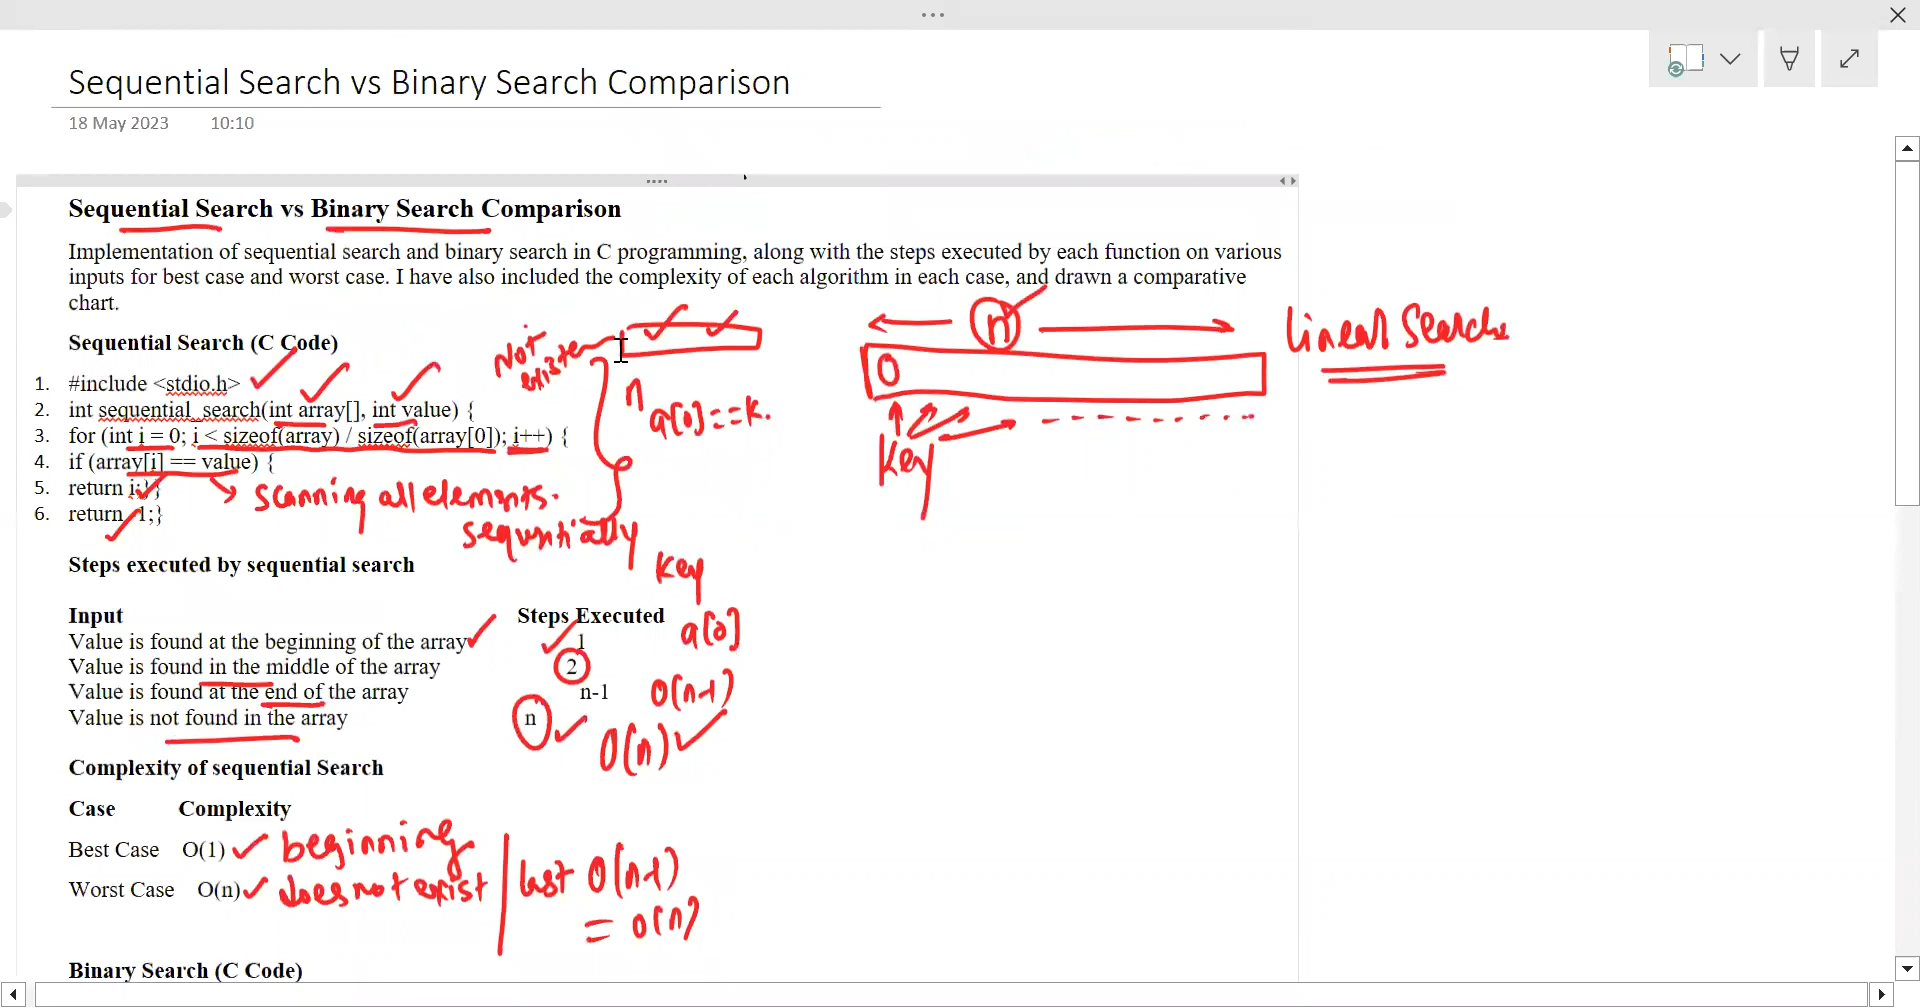 Sequential Search vs Binary Search Comparison
18 May 2023 10:10
Sequential Search vs Binary Search Comparison
Implementation of sequential search and binary search in C programming, along with the steps executed by each function on various
inputs for best case and worst case. I have also included the complexity of each algorithm in each case, and drawn a comparative
chart.
n
Linear Search
Not
exists
0
Sequential Search (C Code)
1. #include <stdio.h>
2. int sequential_search(int array[], int value) {
n
a[0]==k.
3. for (int i = 0; i < sizeof(array) / sizeof(array[0]); i++) {
4. if (array[i] == value) {
Key
5. return i;}}
scanning all elements.
6. return 1;}
sequntially
Steps executed by sequential search
Key
Input Steps Executed
a[0]
Value is found at the beginning of the array 1
Value is found in the middle of the array 2
Value is found at the end of the array n-1 O(n-1)
Value is not found in the array n O(n)
Complexity of sequential Search
Case Complexity
Best Case O(1) beginning
Worst Case O(n) does not exist last O(n-1)
= O(n)
Binary Search (C Code)